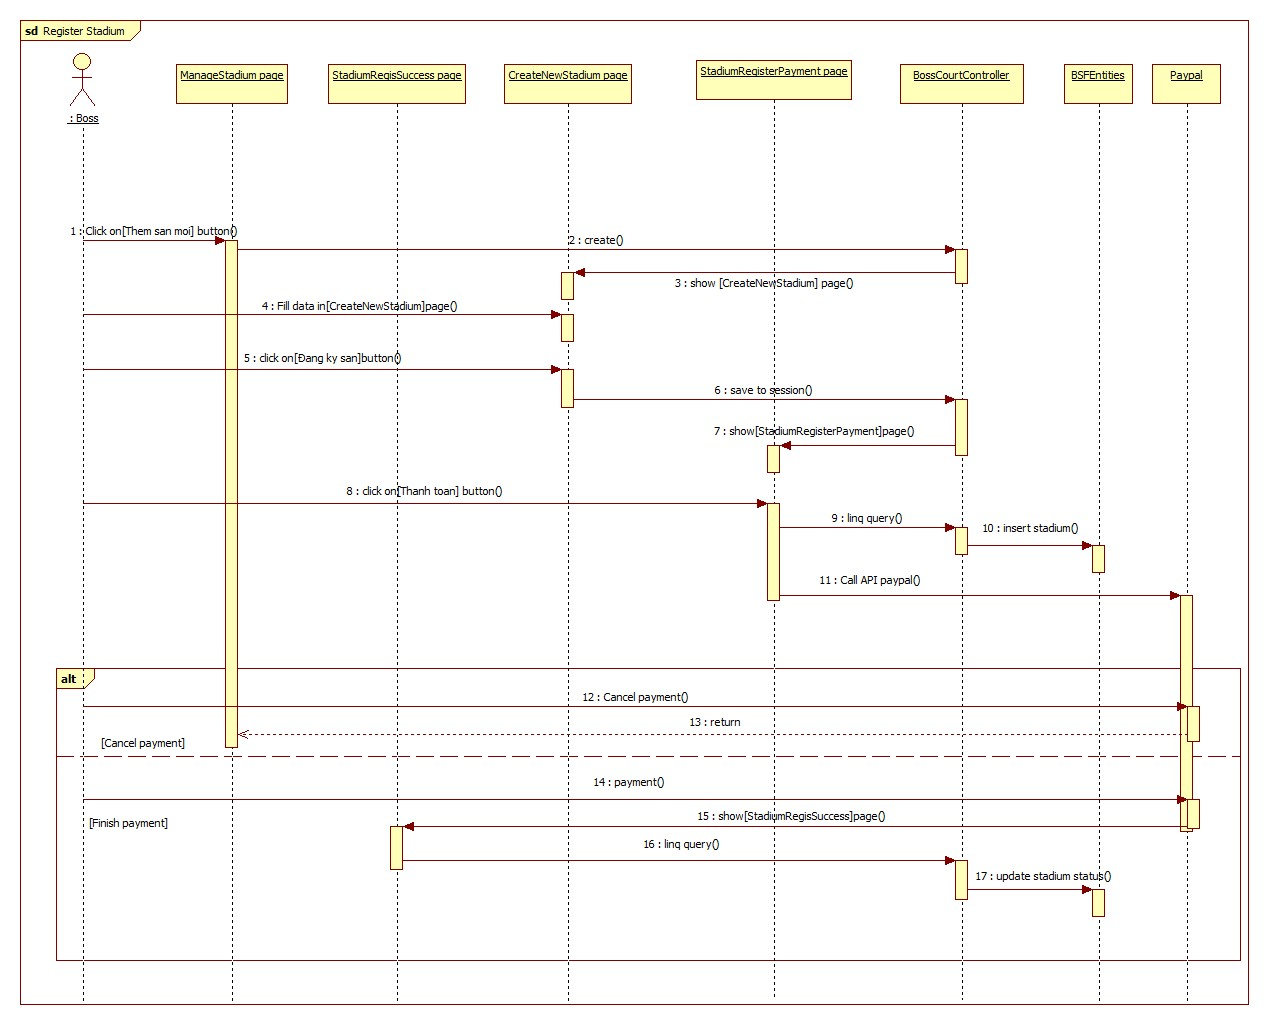 sd Register Stadium
: Boss
ManageStadium page
StadiumRegisSuccess page
CreateNewStadium page
StadiumRegisterPayment page
BossCourtController
BSFEntities
Paypal
1 : Click on[Them san moi] button()
2 : create()
3 : show [CreateNewStadium] page()
4 : Fill data in[CreateNewStadium]page()
5 : click on[Đang ky san]button()
6 : save to session()
7 : show[StadiumRegisterPayment]page()
8 : click on[Thanh toan] button()
9 : linq query()
10 : insert stadium()
11 : Call API paypal()
alt
12 : Cancel payment()
13 : return
[Cancel payment]
14 : payment()
15 : show[StadiumRegisSuccess]page()
[Finish payment]
16 : linq query()
17 : update stadium status()